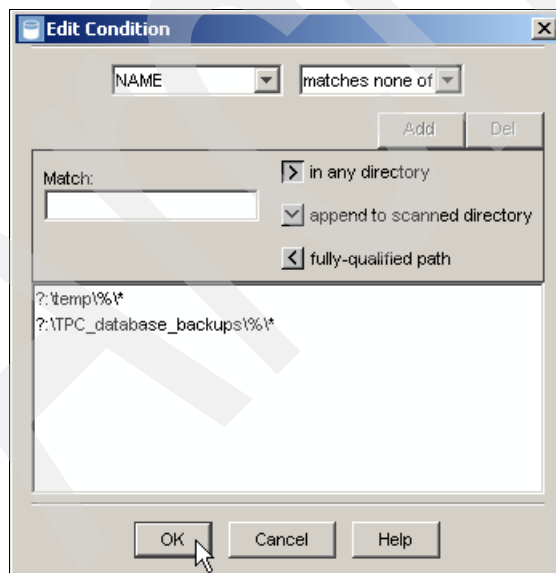 Edit Condition
NAME matches none of
Add Del
Match:
in any directory
append to scanned directory
fully-qualified path
?:\temp\%\*
?:\TPC_database_backups\%\*
OK Cancel Help